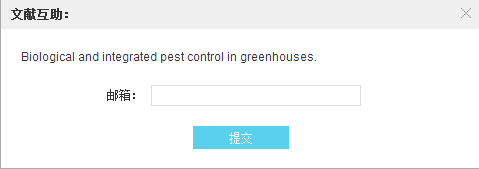 文献互助：
Biological and integrated pest control in greenhouses.
邮箱：
提交